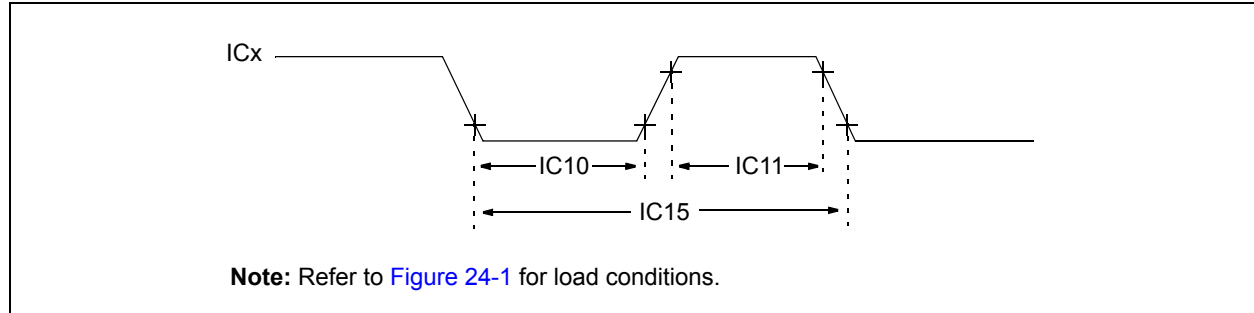 ICx
IC10
IC11
IC15
Note: Refer to Figure 24-1 for load conditions.